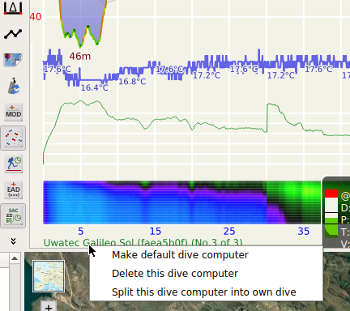 40
46m
17.6°C
16.4°C
16.8°C
17.6°C
17.2°C
17.6°C
17.2°C
17.6
+
MOD
+
EAD
SAC
@
D:
P:
T:
V:
5
15
25
35
Uwatec Galileo Sol (faea5b0f) (No.3 of 3)
Make default dive computer
Delete this dive computer
Split this dive computer into own dive
+